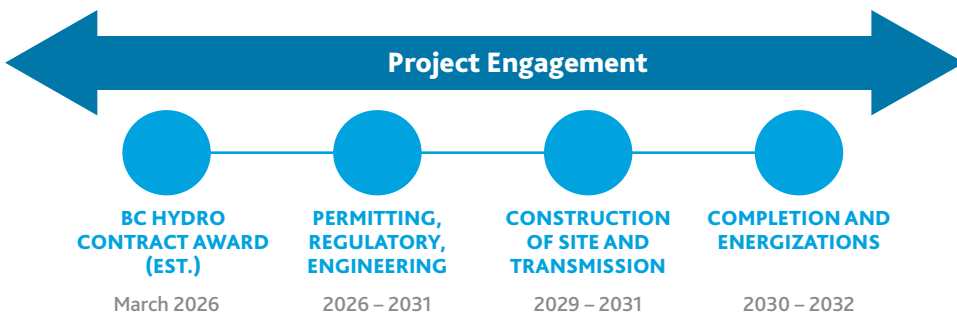 Project Engagement
BC HYDRO
CONTRACT AWARD
(EST.)
March 2026
PERMITTING,
REGULATORY,
ENGINEERING
2026 – 2031
CONSTRUCTION
OF SITE AND
TRANSMISSION
2029 – 2031
COMPLETION AND
ENERGIZATIONS
2030 – 2032